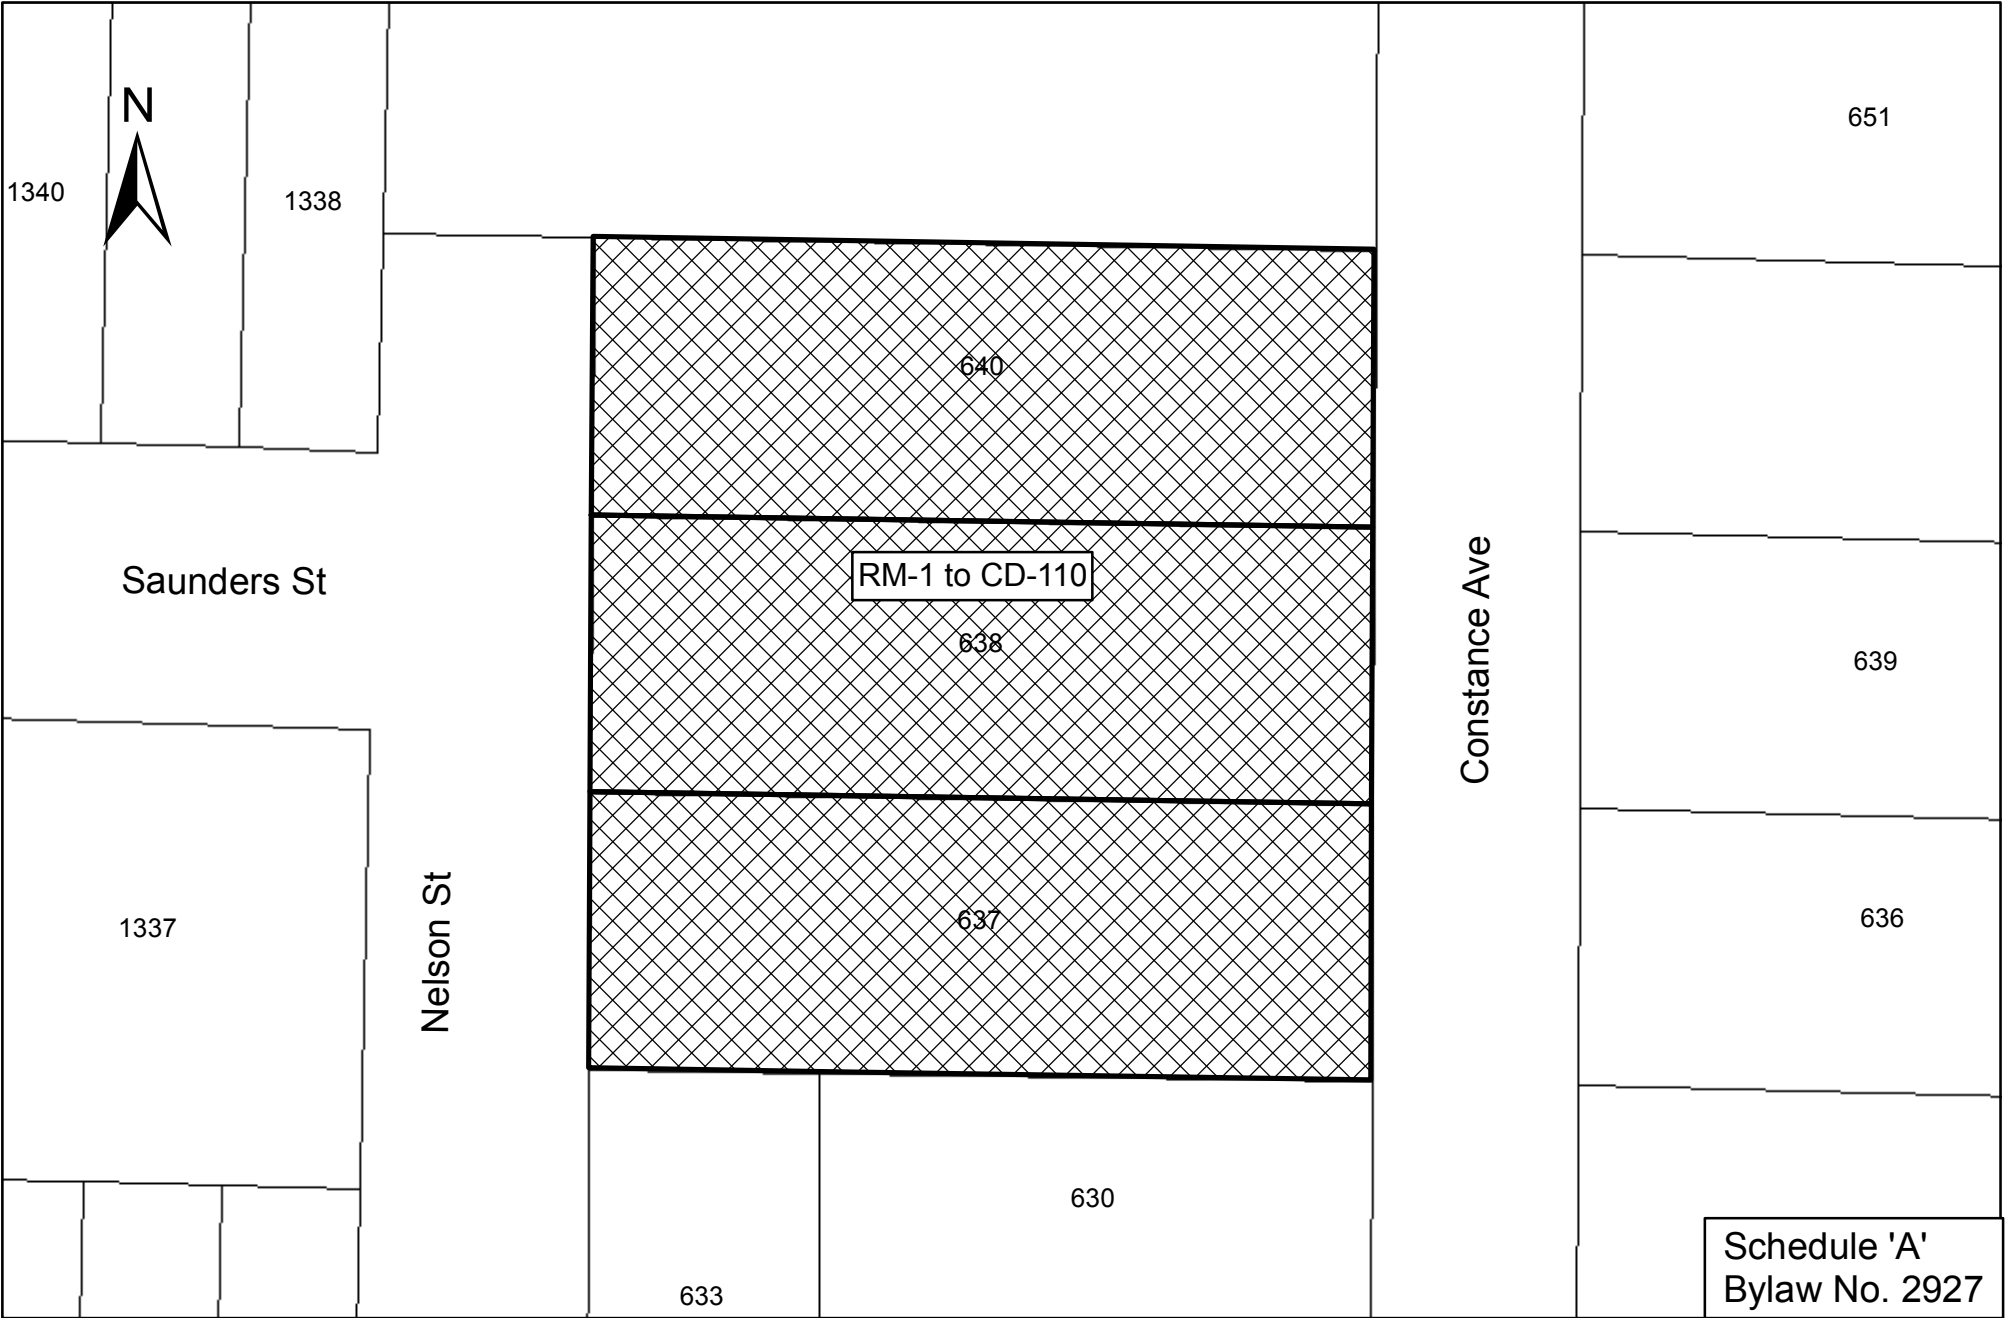 N
651
1340
1338
640
Saunders St
RM-1 to CD-110
Constance Ave
638
639
Nelson St
1337
637
636
630
633
Schedule 'A'
Bylaw No. 2927